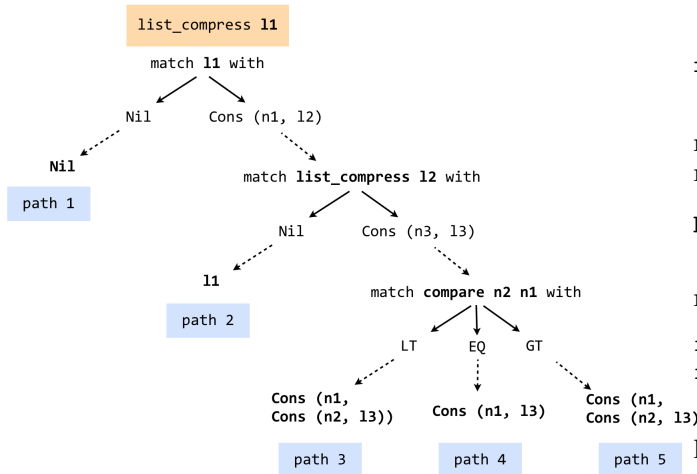 list_compress l1
match l1 with
Nil
Cons (n1, l2)
Nil
path 1
match list_compress l2 with
Nil
Cons (n3, l3)
l1
path 2
match compare n2 n1 with
LT
EQ
GT
Cons (n1,
Cons (n2, l3))
path 3
Cons (n1, l3)
path 4
Cons (n1,
Cons (n2, l3)
path 5